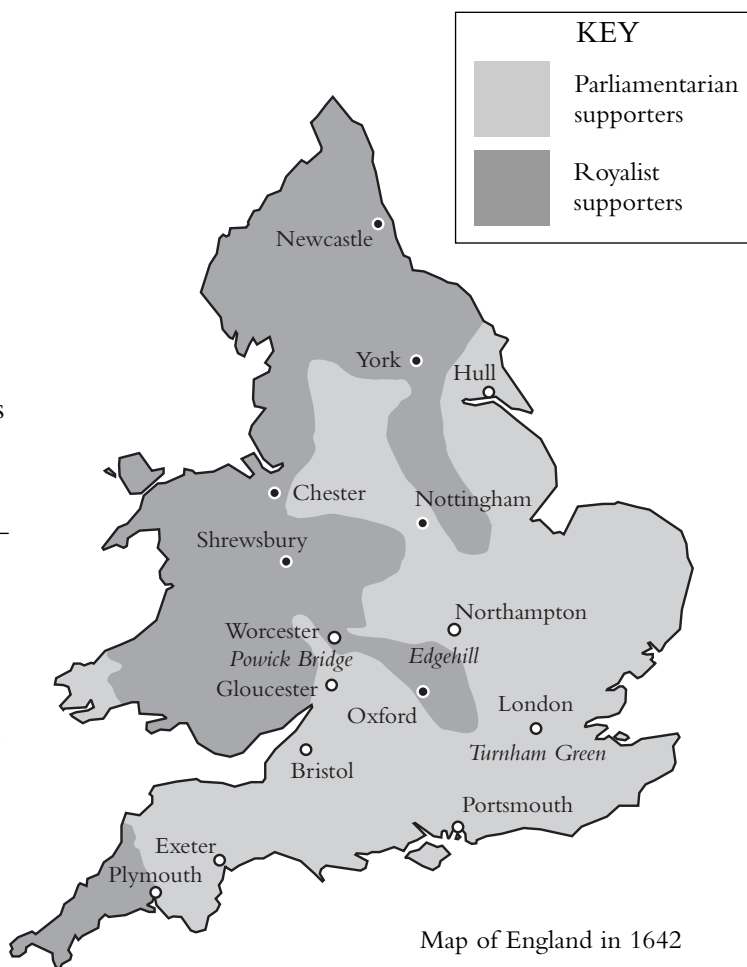 KEY
Parliamentarian
supporters
Royalist
supporters
Newcastle
York
Hull
s
Chester
Nottingham
Shrewsbury
Northampton
Worcester
Powick Bridge
Edgehill
Gloucester
Oxford
London
Turnham Green
Bristol
Portsmouth
Exeter
Plymouth
Map of England in 1642